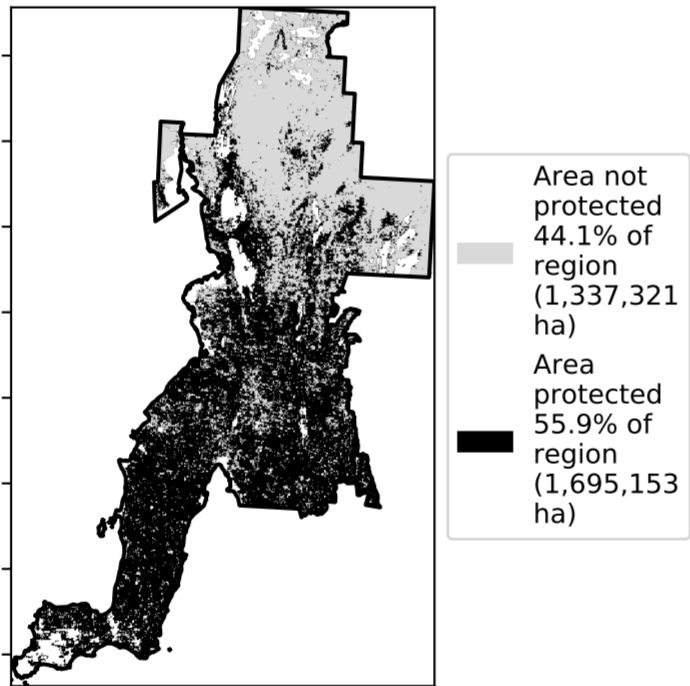 Area not
protected
44.1% of
region
(1,337,321
ha)
Area
protected
55.9% of
region
(1,695,153
ha)